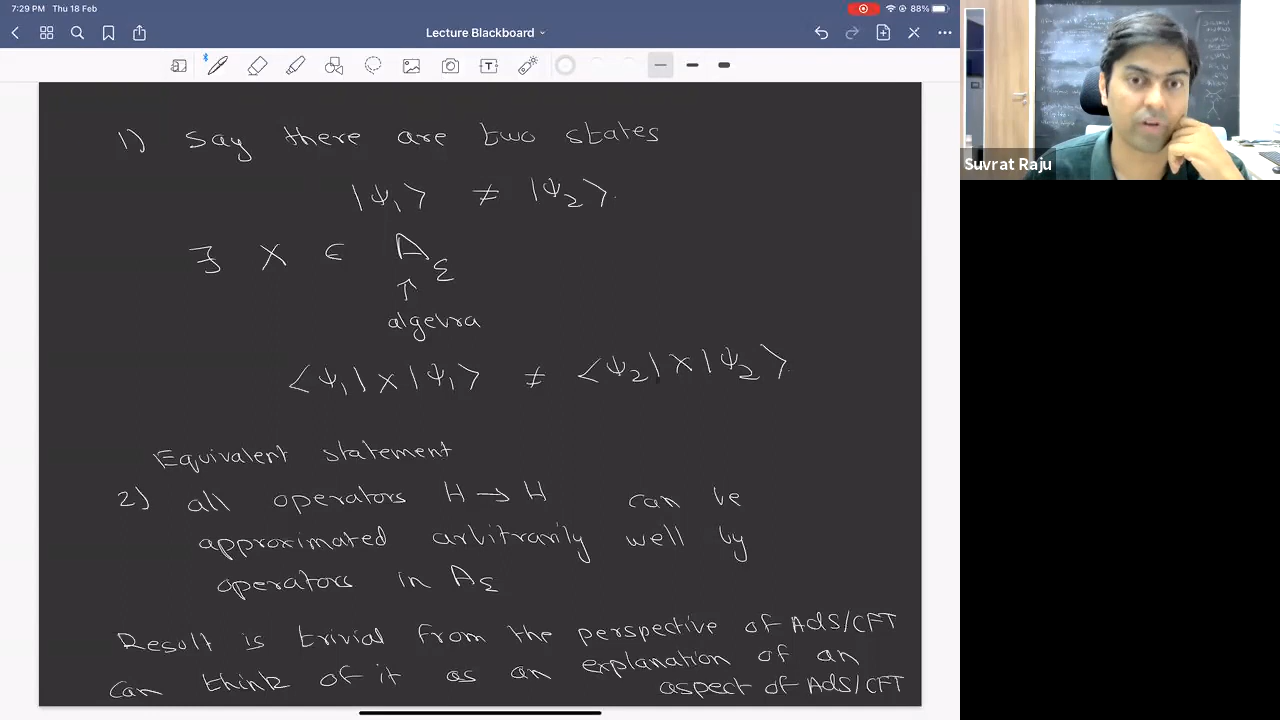 7:29 PM Thu 18 Feb
88%
Lecture Blackboard
1) Say there are two states
|Ψ₁⟩ ≠ |Ψ₂⟩.
∃ X ∈ A_Σ
↑
algebra
⟨Ψ₁|X|Ψ₁⟩ ≠ ⟨Ψ₂|X|Ψ₂⟩.
Equivalent statement
2) all operators H → H can be
approximated arbitrarily well by
operators in A_Σ
Result is trivial from the perspective of AdS/CFT
can think of it as an explanation of an
aspect of AdS/CFT
Suvrat Raju